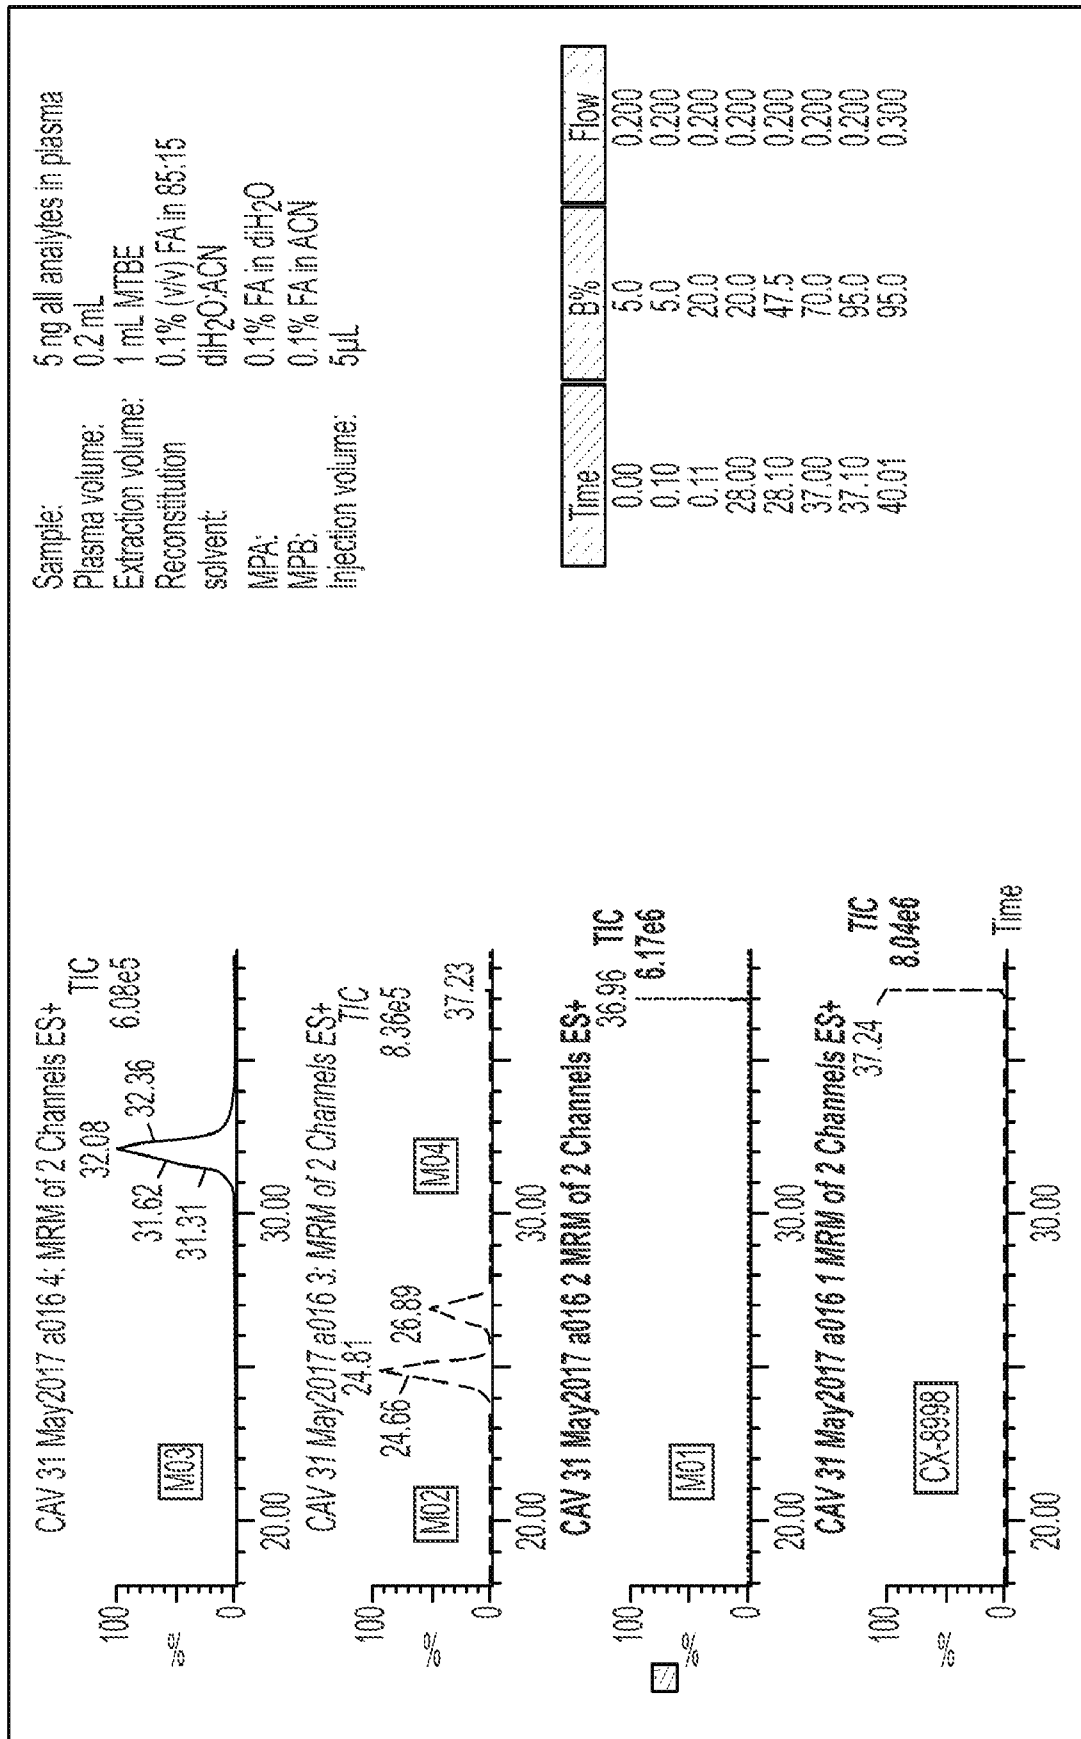 CAV 31 May2017 a016 4: MRM of 2 Channels ES+
TIC
6.08e5
32.08
32.36
31.62
31.31
M03
100
%
0
20.00
30.00
CAV 31 May2017 a016 3: MRM of 2 Channels ES+
TIC
8.36e5
24.81
24.66
26.89
37.23
M02
M04
100
%
0
20.00
30.00
CAV 31 May2017 a016 2 MRM of 2 Channels ES+
TIC
6.17e6
36.96
M01
100
%
0
20.00
30.00
CAV 31 May2017 a016 1 MRM of 2 Channels ES+
TIC
8.04e6
37.24
CX-8998
100
%
0
20.00
30.00
Time
Sample: 5 ng all analytes in plasma
Plasma volume: 0.2 mL
Extraction volume: 1 mL MTBE
Reconstitution 0.1% (v/v) FA in 85:15
solvent: diH2O:ACN
MPA: 0.1% FA in diH2O
MPB: 0.1% FA in ACN
Injection volume: 5µL
Time B% Flow
0.00 5.0 0.200
0.10 5.0 0.200
0.11 20.0 0.200
28.00 20.0 0.200
28.10 47.5 0.200
37.00 70.0 0.200
37.10 95.0 0.200
40.01 95.0 0.300